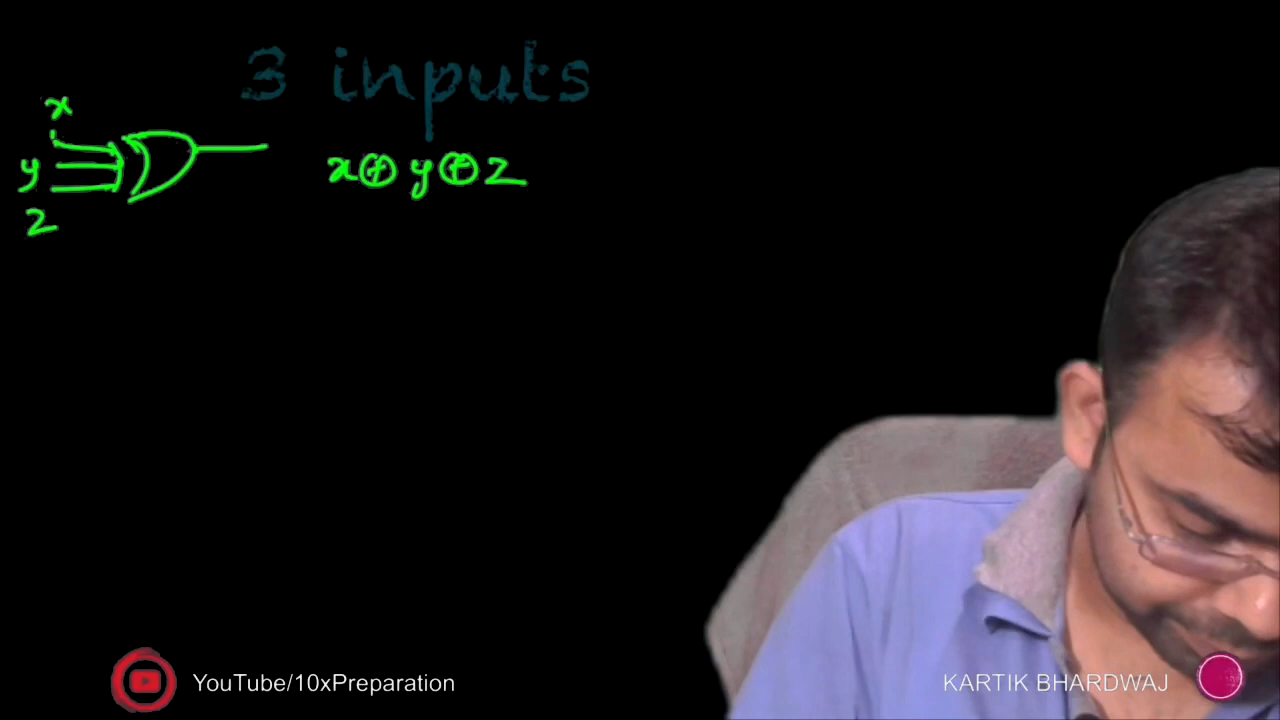 3 inputs
x
y
z
x⊕y⊕z
YouTube/10xPreparation
KARTIK BHARDWAJ